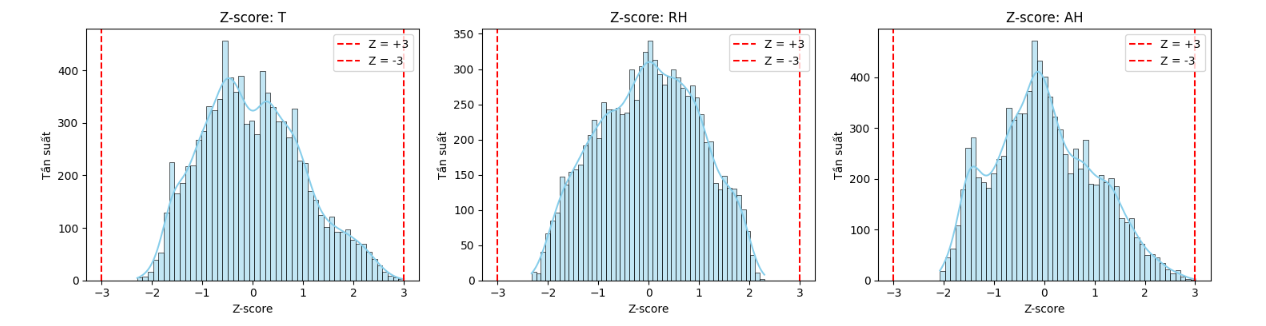 Z-score: T
Z = +3
Z = -3
Tần suất
0
100
200
300
400
−3 −2 −1 0 1 2 3
Z-score
Z-score: RH
Z = +3
Z = -3
Tần suất
0
50
100
150
200
250
300
350
−3 −2 −1 0 1 2 3
Z-score
Z-score: AH
Z = +3
Z = -3
Tần suất
0
100
200
300
400
−3 −2 −1 0 1 2 3
Z-score